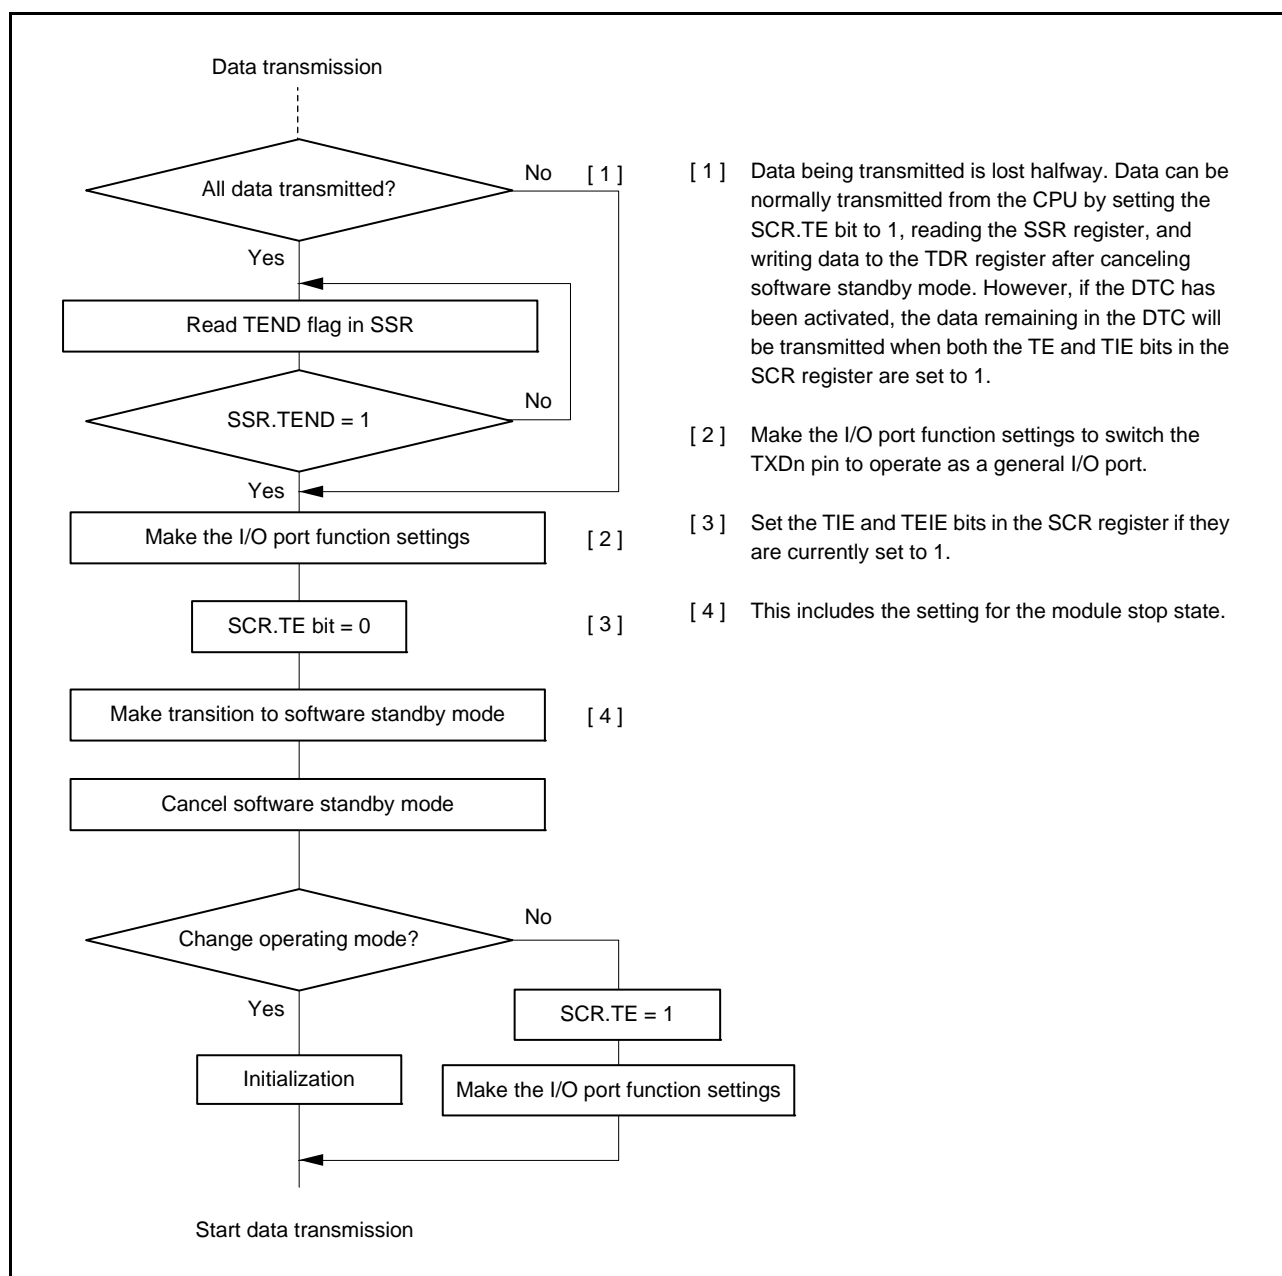 Data transmission
All data transmitted?
No
[ 1 ]
Yes
Read TEND flag in SSR
SSR.TEND = 1
No
Yes
Make the I/O port function settings
[ 2 ]
SCR.TE bit = 0
[ 3 ]
Make transition to software standby mode
[ 4 ]
Cancel software standby mode
Change operating mode?
No
Yes
SCR.TE = 1
Initialization
Make the I/O port function settings
Start data transmission
[ 1 ] Data being transmitted is lost halfway. Data can be
normally transmitted from the CPU by setting the
SCR.TE bit to 1, reading the SSR register, and
writing data to the TDR register after canceling
software standby mode. However, if the DTC has
been activated, the data remaining in the DTC will
be transmitted when both the TE and TIE bits in the
SCR register are set to 1.
[ 2 ] Make the I/O port function settings to switch the
TXDn pin to operate as a general I/O port.
[ 3 ] Set the TIE and TEIE bits in the SCR register if they
are currently set to 1.
[ 4 ] This includes the setting for the module stop state.